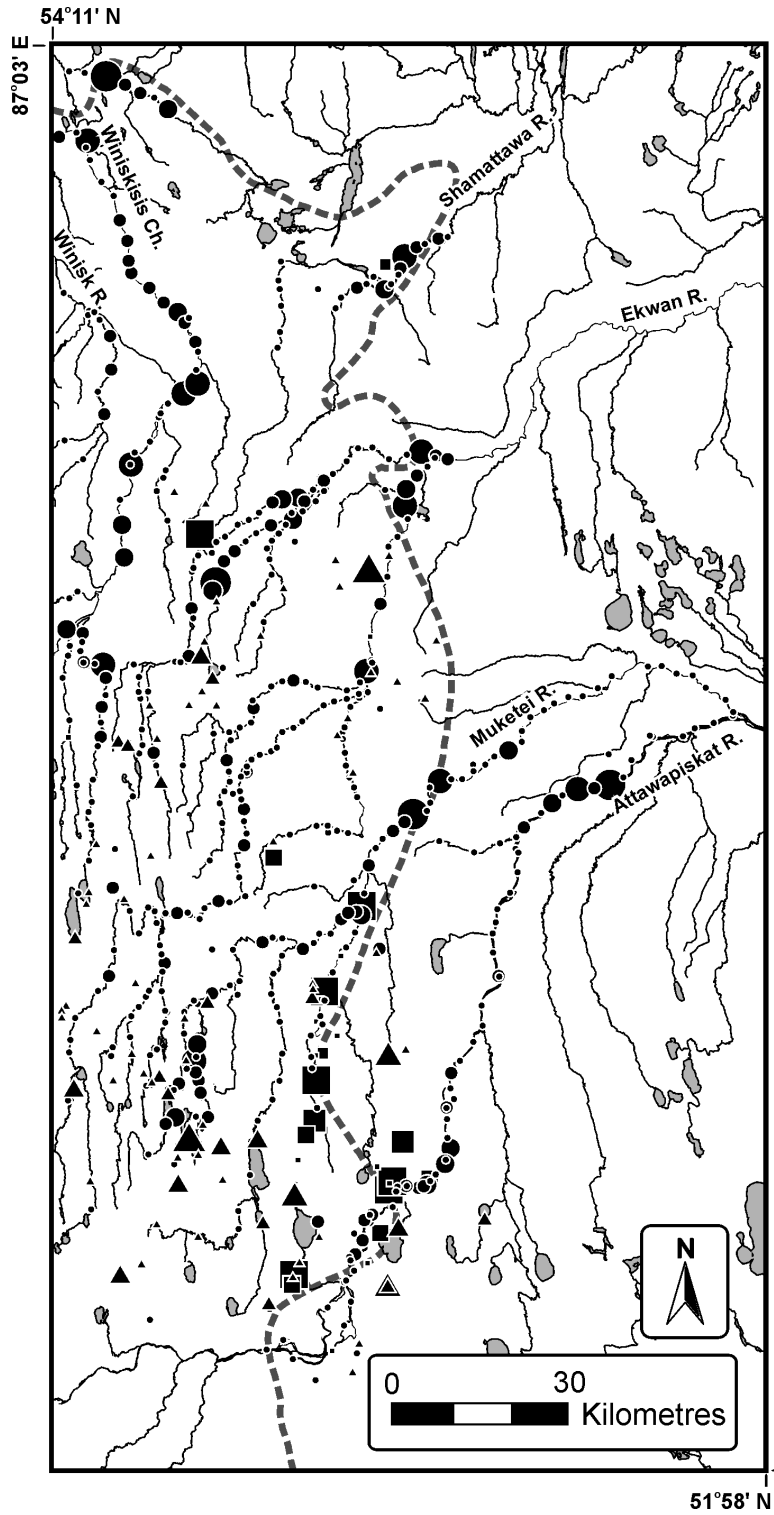 54°11' N
87°03' E
Winiskisis Ch.
Shamattawa R.
Winisk R.
Ekwan R.
Muketei R.
Attawapiskat R.
N
0 30
Kilometres
51°58' N